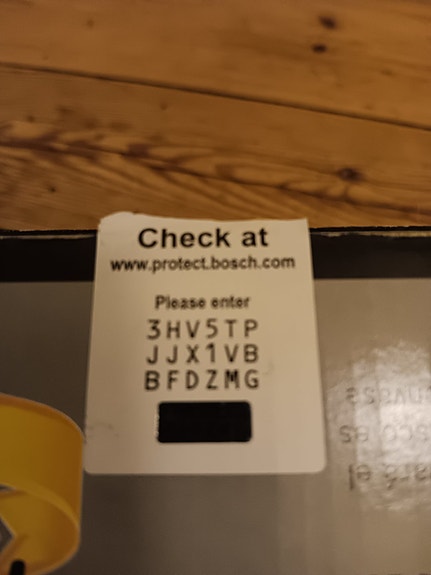 Check at
www.protect.bosch.com
Please enter
3HV5TP
JJX1VB
BFDZMG